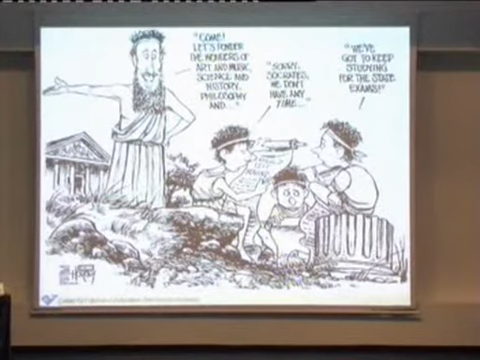 "COME!
LET'S PONDER
THE WONDERS OF
ART AND MUSIC,
SCIENCE AND
HISTORY,
PHILOSOPHY
AND..."
"SORRY,
SOCRATES,
WE DON'T
HAVE ANY
TIME..."
"WE'VE
GOT TO KEEP
STUDYING
FOR THE STATE
EXAMS!"